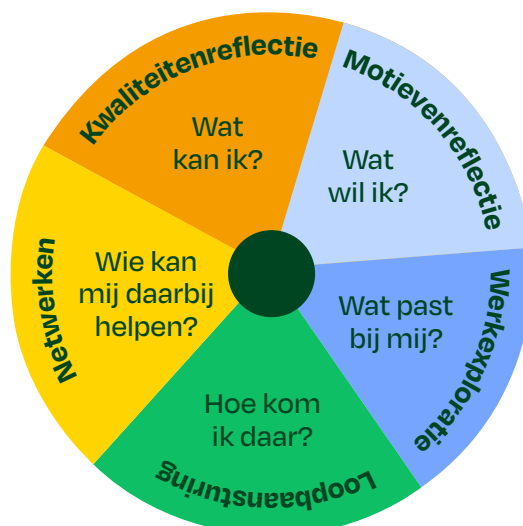 Kwaliteitenreflectie
Wat
kan ik?
Motievenreflectie
Wat
wil ik?
Werkexploratie
Wat past
bij mij?
Loopbaansturing
Hoe kom
ik daar?
Netwerken
Wie kan
mij daarbij
helpen?